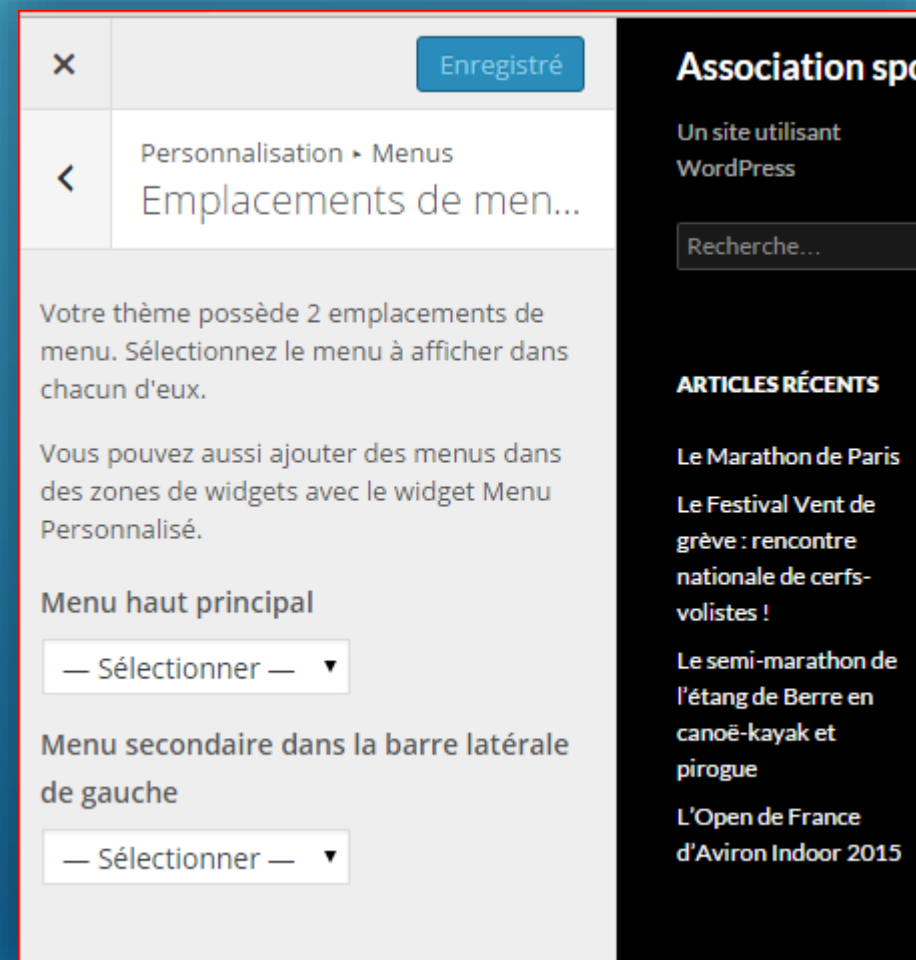 Enregistré
Personnalisation ▸ Menus
Emplacements de men...
Votre thème possède 2 emplacements de
menu. Sélectionnez le menu à afficher dans
chacun d'eux.
Vous pouvez aussi ajouter des menus dans
des zones de widgets avec le widget Menu
Personnalisé.
Menu haut principal
— Sélectionner —
Menu secondaire dans la barre latérale
de gauche
— Sélectionner —
Association spo
Un site utilisant
WordPress
Recherche…
ARTICLES RÉCENTS
Le Marathon de Paris
Le Festival Vent de
grève : rencontre
nationale de cerfs-
volistes !
Le semi-marathon de
l’étang de Berre en
canoë-kayak et
pirogue
L’Open de France
d’Aviron Indoor 2015